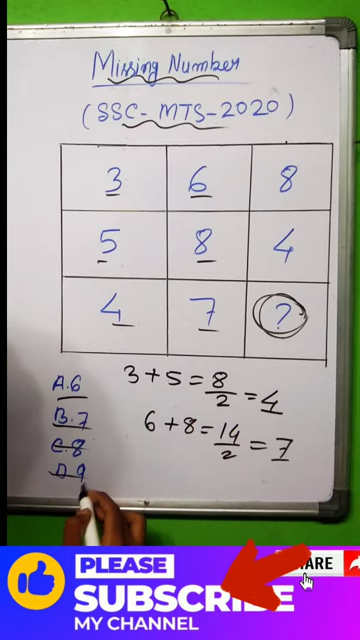 Missing Number
(SSC-MTS-2020)
3 6 8
5 8 4
4 7 ?
A.6
B.7
C.8
D.9
3+5=8/2=4
6+8=14/2=7
PLEASE
SUBSCRIBE
MY CHANNEL